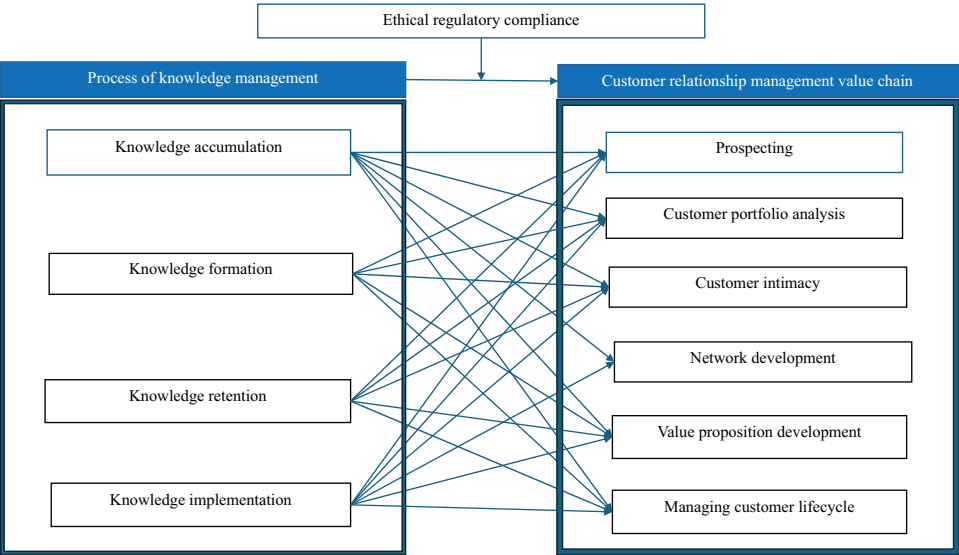 Ethical regulatory compliance
Process of knowledge management
Customer relationship management value chain
Knowledge accumulation
Knowledge formation
Knowledge retention
Knowledge implementation
Prospecting
Customer portfolio analysis
Customer intimacy
Network development
Value proposition development
Managing customer lifecycle